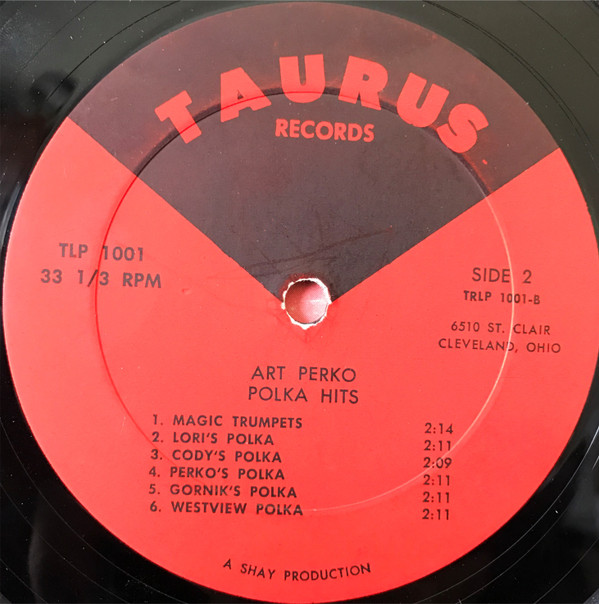 TAURUS
RECORDS
TLP 1001
33 1/3 RPM
SIDE 2
TRLP 1001-B
6510 ST. CLAIR
CLEVELAND, OHIO
ART PERKO
POLKA HITS
1. MAGIC TRUMPETS 2:14
2. LORI'S POLKA 2:11
3. CODY'S POLKA 2:09
4. PERKO'S POLKA 2:11
5. GORNIK'S POLKA 2:11
6. WESTVIEW POLKA 2:11
A SHAY PRODUCTION